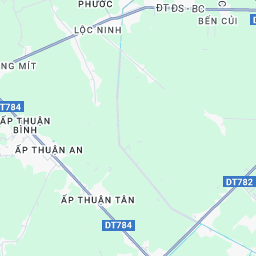 PHƯỚC
LỘC NINH
ĐT ĐS - BC
BẾN CỦI
NG MÍT
DT784
ẤP THUẬN
BÌNH
ẤP THUẬN AN
DT782
ẤP THUẬN TÂN
DT784